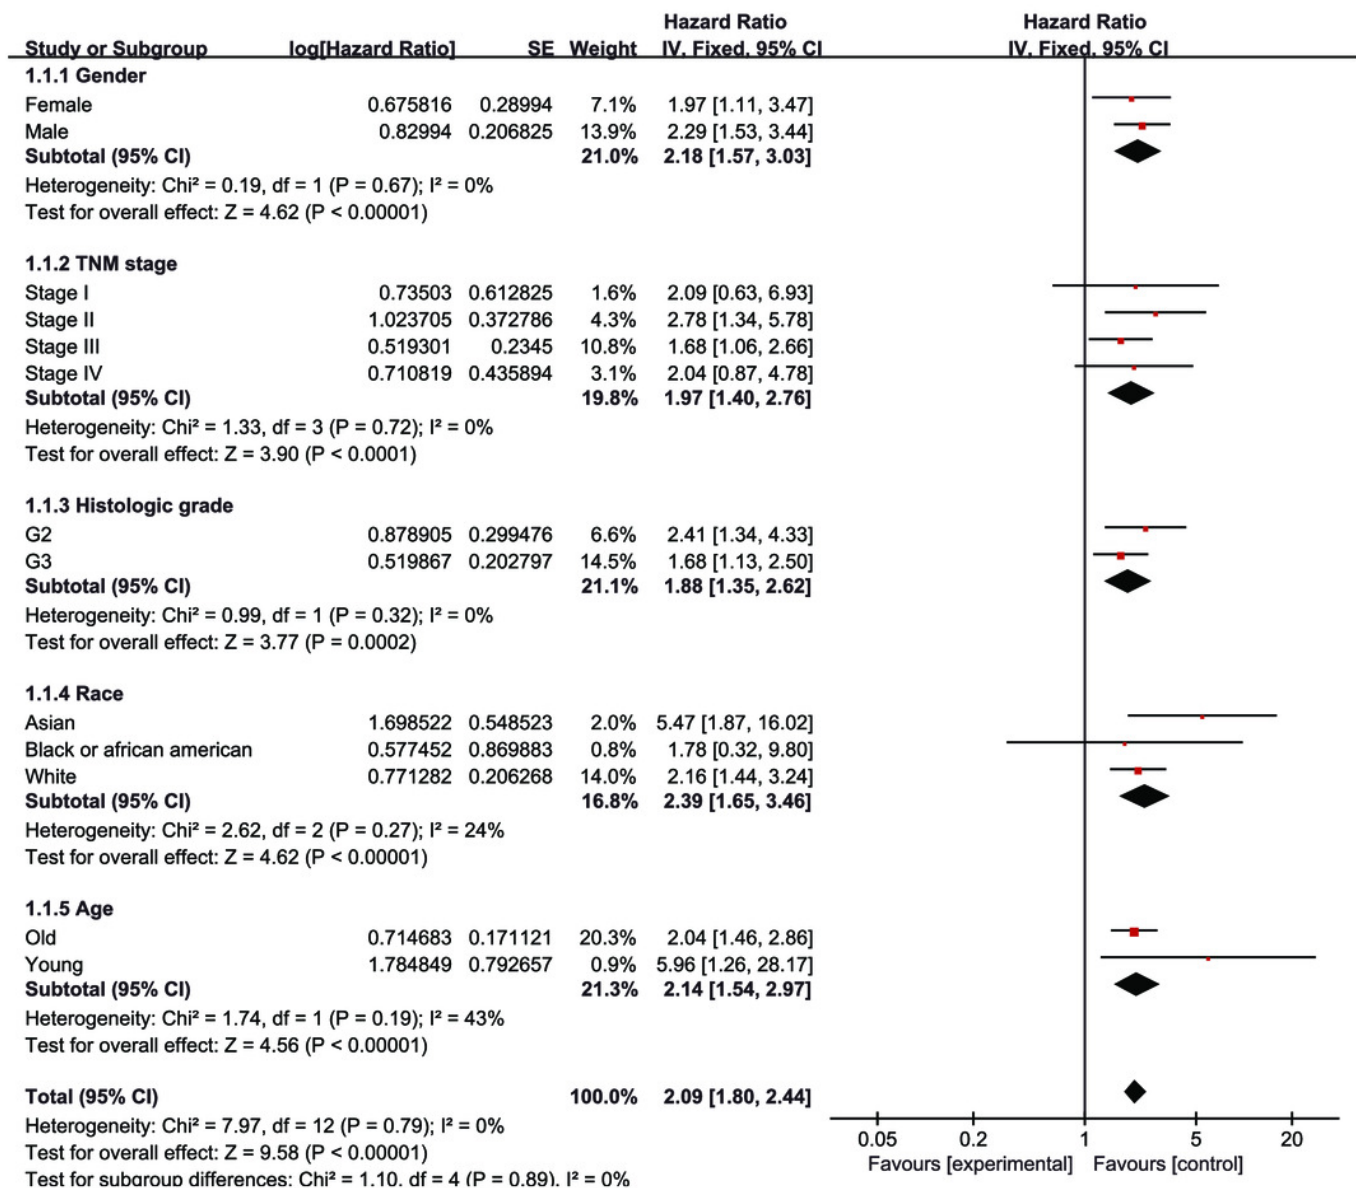 Hazard Ratio Hazard Ratio
Study or Subgroup log[Hazard Ratio] SE Weight IV, Fixed, 95% CI IV, Fixed, 95% CI
1.1.1 Gender
Female 0.675816 0.28994 7.1% 1.97 [1.11, 3.47]
Male 0.82994 0.206825 13.9% 2.29 [1.53, 3.44]
Subtotal (95% CI) 21.0% 2.18 [1.57, 3.03]
Heterogeneity: Chi² = 0.19, df = 1 (P = 0.67); I² = 0%
Test for overall effect: Z = 4.62 (P < 0.00001)
1.1.2 TNM stage
Stage I 0.73503 0.612825 1.6% 2.09 [0.63, 6.93]
Stage II 1.023705 0.372786 4.3% 2.78 [1.34, 5.78]
Stage III 0.519301 0.2345 10.8% 1.68 [1.06, 2.66]
Stage IV 0.710819 0.435894 3.1% 2.04 [0.87, 4.78]
Subtotal (95% CI) 19.8% 1.97 [1.40, 2.76]
Heterogeneity: Chi² = 1.33, df = 3 (P = 0.72); I² = 0%
Test for overall effect: Z = 3.90 (P < 0.0001)
1.1.3 Histologic grade
G2 0.878905 0.299476 6.6% 2.41 [1.34, 4.33]
G3 0.519867 0.202797 14.5% 1.68 [1.13, 2.50]
Subtotal (95% CI) 21.1% 1.88 [1.35, 2.62]
Heterogeneity: Chi² = 0.99, df = 1 (P = 0.32); I² = 0%
Test for overall effect: Z = 3.77 (P = 0.0002)
1.1.4 Race
Asian 1.698522 0.548523 2.0% 5.47 [1.87, 16.02]
Black or african american 0.577452 0.869883 0.8% 1.78 [0.32, 9.80]
White 0.771282 0.206268 14.0% 2.16 [1.44, 3.24]
Subtotal (95% CI) 16.8% 2.39 [1.65, 3.46]
Heterogeneity: Chi² = 2.62, df = 2 (P = 0.27); I² = 24%
Test for overall effect: Z = 4.62 (P < 0.00001)
1.1.5 Age
Old 0.714683 0.171121 20.3% 2.04 [1.46, 2.86]
Young 1.784849 0.792657 0.9% 5.96 [1.26, 28.17]
Subtotal (95% CI) 21.3% 2.14 [1.54, 2.97]
Heterogeneity: Chi² = 1.74, df = 1 (P = 0.19); I² = 43%
Test for overall effect: Z = 4.56 (P < 0.00001)
Total (95% CI) 100.0% 2.09 [1.80, 2.44]
Heterogeneity: Chi² = 7.97, df = 12 (P = 0.79); I² = 0%
Test for overall effect: Z = 9.58 (P < 0.00001)
Test for subgroup differences: Chi² = 1.10, df = 4 (P = 0.89), I² = 0%
0.05 0.2 1 5 20
Favours [experimental] Favours [control]